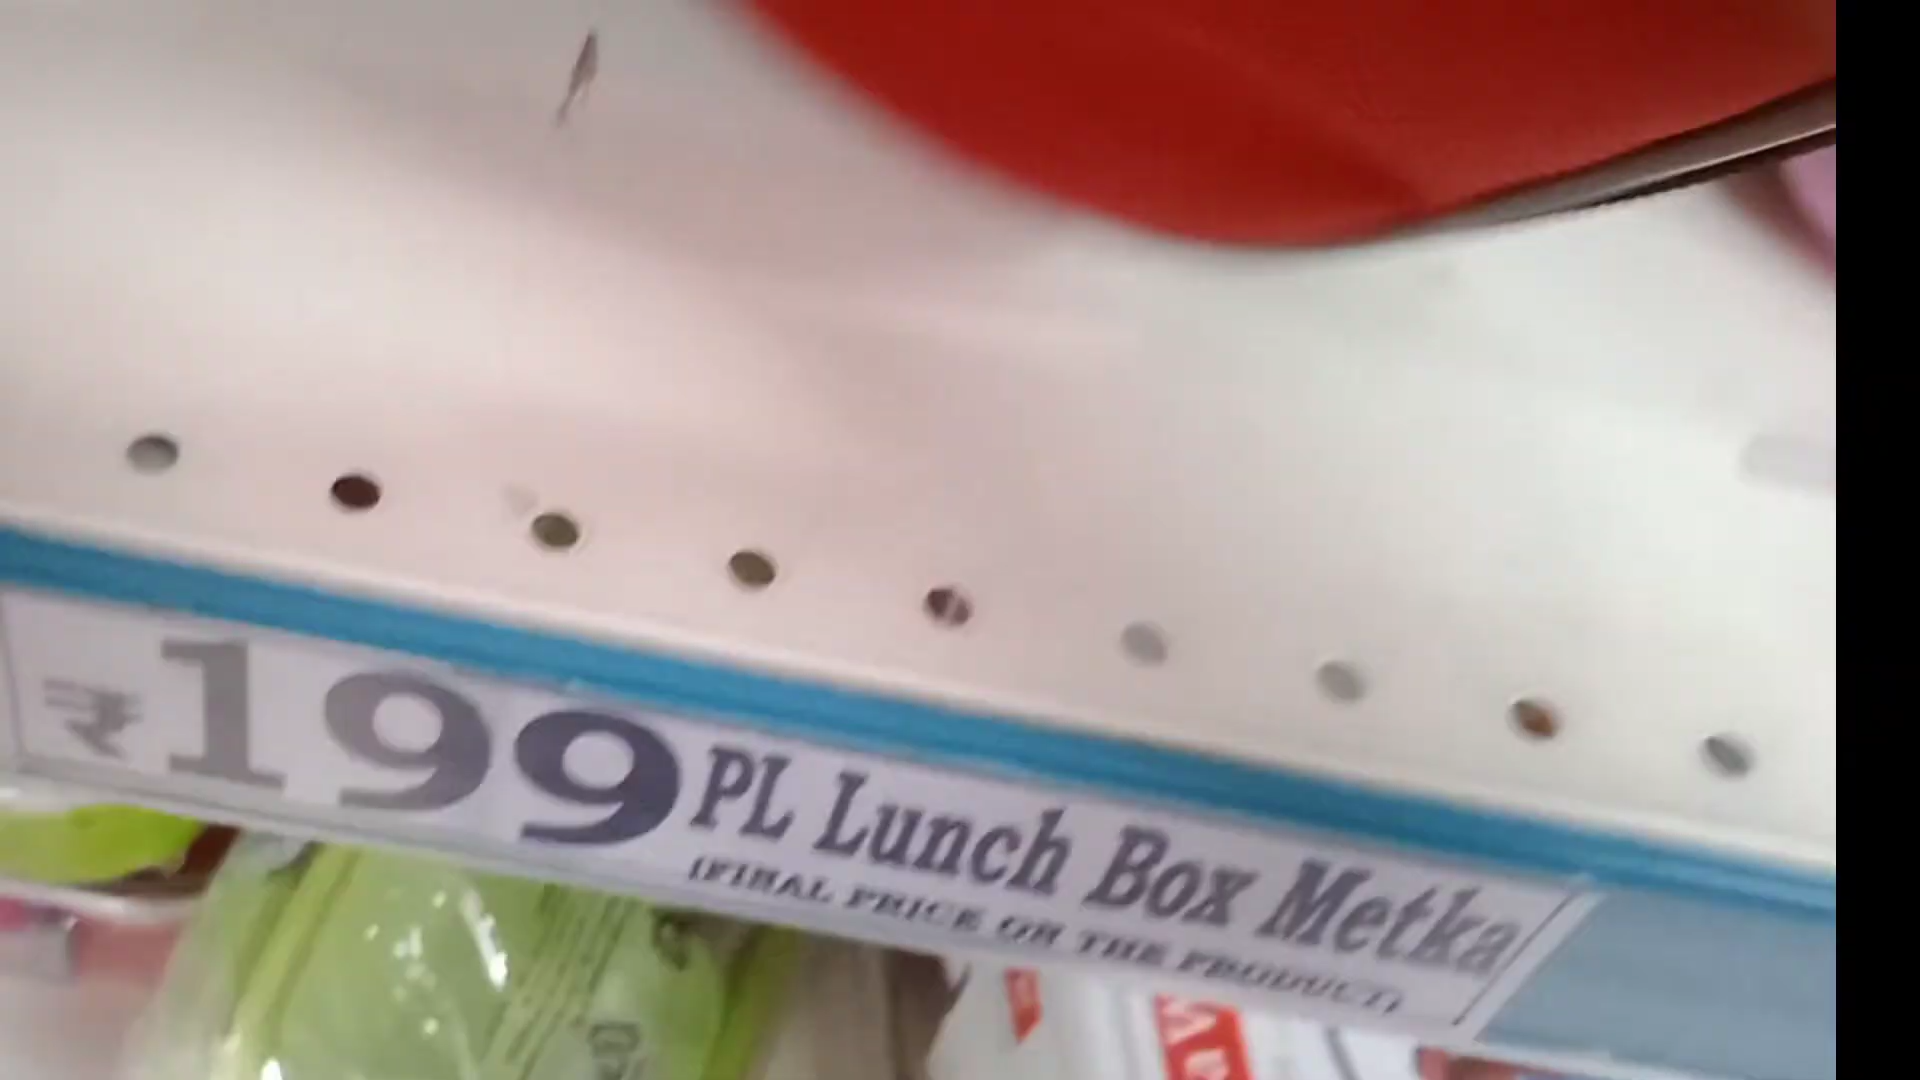 ₹199 PL Lunch Box Metka
(FINAL PRICE ON THE PRODUCT)